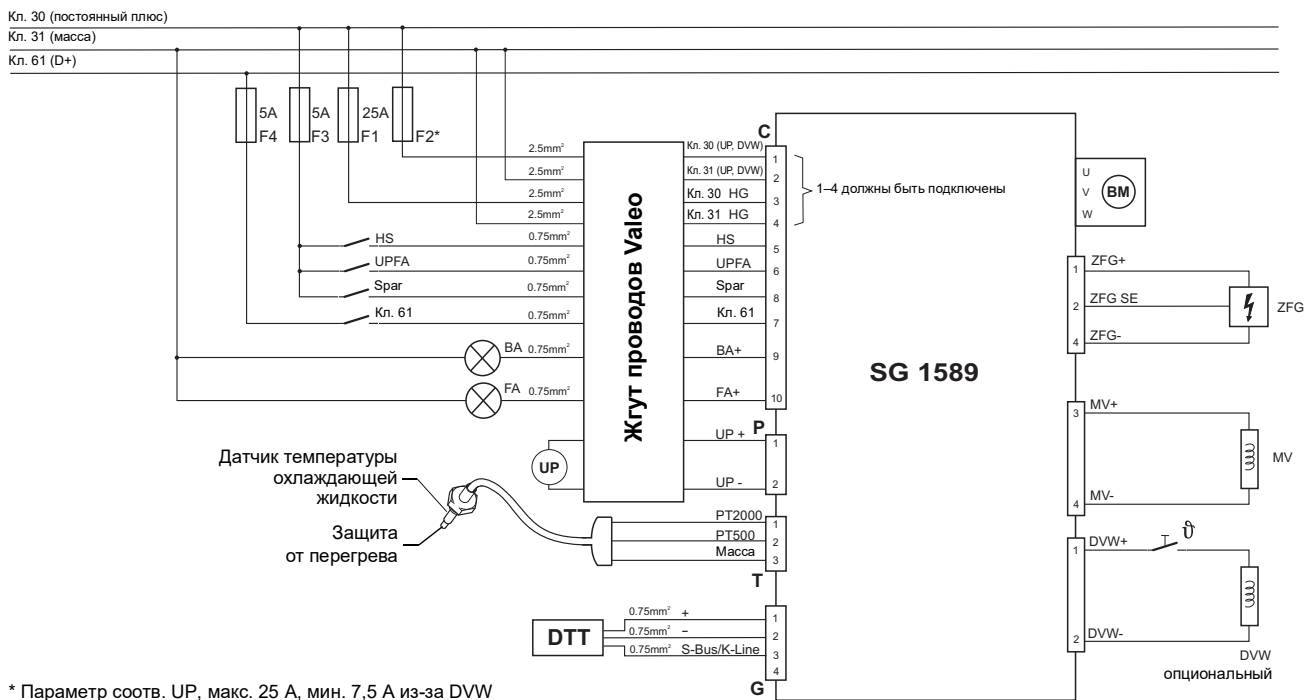 Кл. 30 (постоянный плюс)
Кл. 31 (масса)
Кл. 61 (D+)
5A
F4
5A
F3
25A
F1
F2*
2.5mm²
2.5mm²
2.5mm²
2.5mm²
HS 0.75mm²
UPFA 0.75mm²
Spar 0.75mm²
Кл. 61 0.75mm²
BA 0.75mm²
FA 0.75mm²
UP
Жгут проводов Valeo
C
Кл. 30 (UP, DVW) 1
Кл. 31 (UP, DVW) 2
Кл. 30 HG 3
Кл. 31 HG 4
HS 5
UPFA 6
Spar 8
Кл. 61 7
BA+ 9
FA+ 10
1–4 должны быть подключены
P
UP + 1
UP - 2
Датчик температуры
охлаждающей
жидкости
Защита
от перегрева
PT2000 1
PT500 2
Масса 3
T
DTT
0.75mm² + 1
0.75mm² – 2
0.75mm² S-Bus/K-Line 3
4
G
SG 1589
U
V
W
BM
1 ZFG+
2 ZFG SE
4 ZFG-
ZFG
3 MV+
4 MV-
MV
1 DVW+
ϑ
2 DVW-
DVW
опциональный
* Параметр соотв. UP, макс. 25 А, мин. 7,5 А из-за DVW